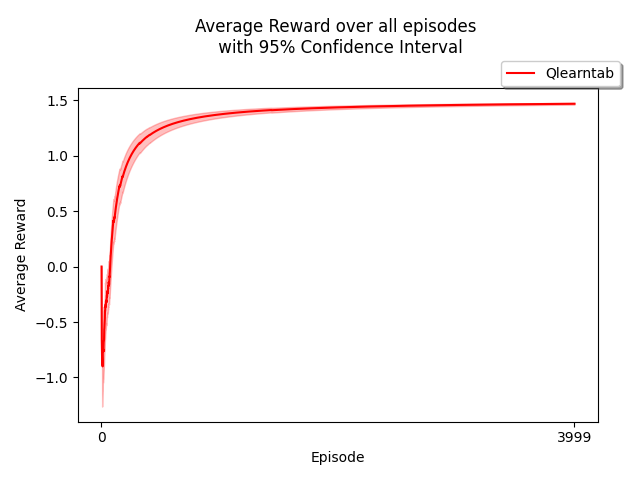 Average Reward over all episodes
with 95% Confidence Interval
Qlearntab
1.5
1.0
0.5
0.0
−0.5
−1.0
Average Reward
0
3999
Episode